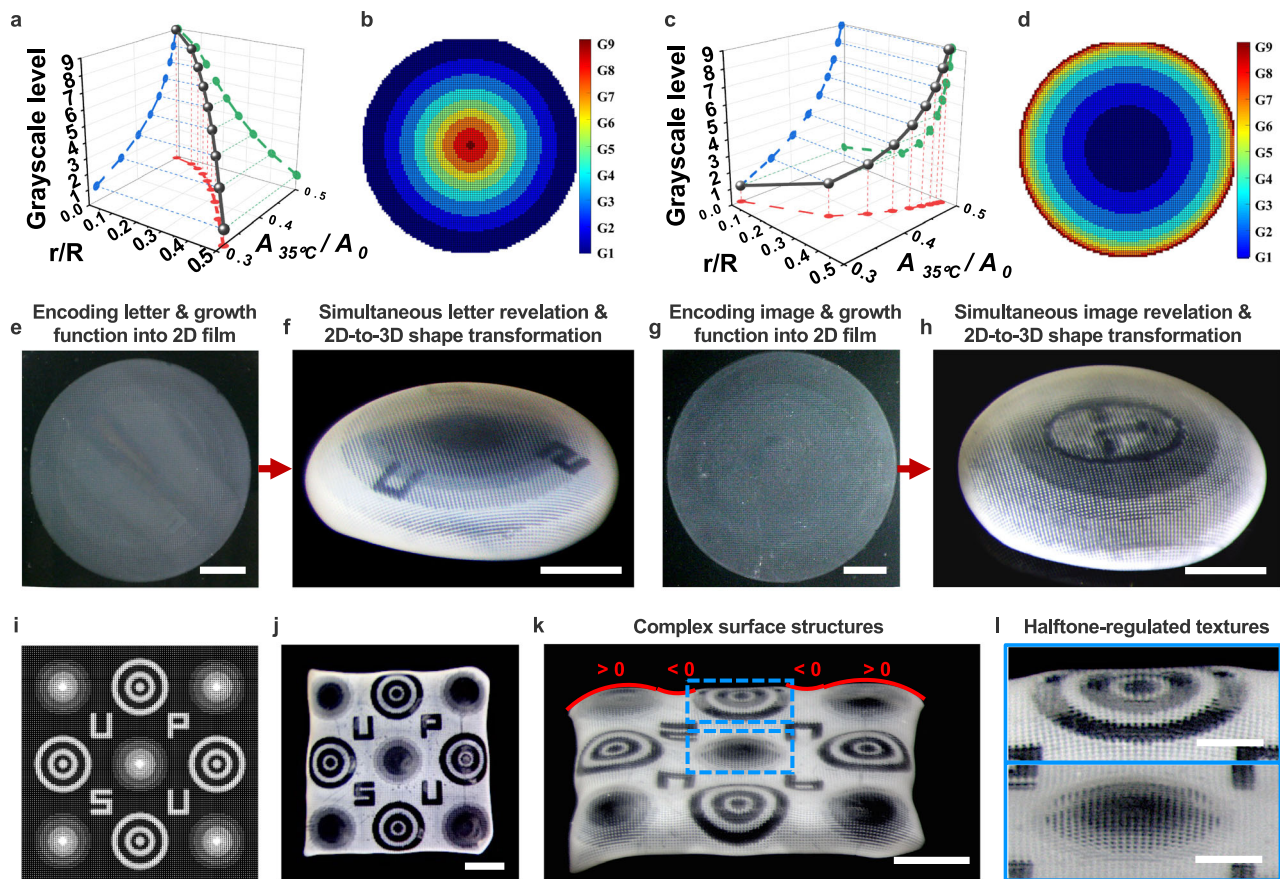 a
b
c
d
9
8
7
6
5
4
3
2
1
Grayscale level
0.0
0.1
0.2
0.3
0.4
0.5
r/R
0.3
0.4
0.5
A 35°C / A 0
G9
G8
G7
G6
G5
G4
G3
G2
G1
9
8
7
6
5
4
3
2
1
Grayscale level
0.0
0.1
0.2
0.3
0.4
0.5
r/R
0.3
0.4
0.5
A 35°C / A 0
G9
G8
G7
G6
G5
G4
G3
G2
G1
e
Encoding letter & growth
function into 2D film
f
Simultaneous letter revelation &
2D-to-3D shape transformation
g
Encoding image & growth
function into 2D film
h
Simultaneous image revelation &
2D-to-3D shape transformation
i
U P
S U
j
U P
S U
k
Complex surface structures
> 0
< 0
< 0
> 0
l
Halftone-regulated textures